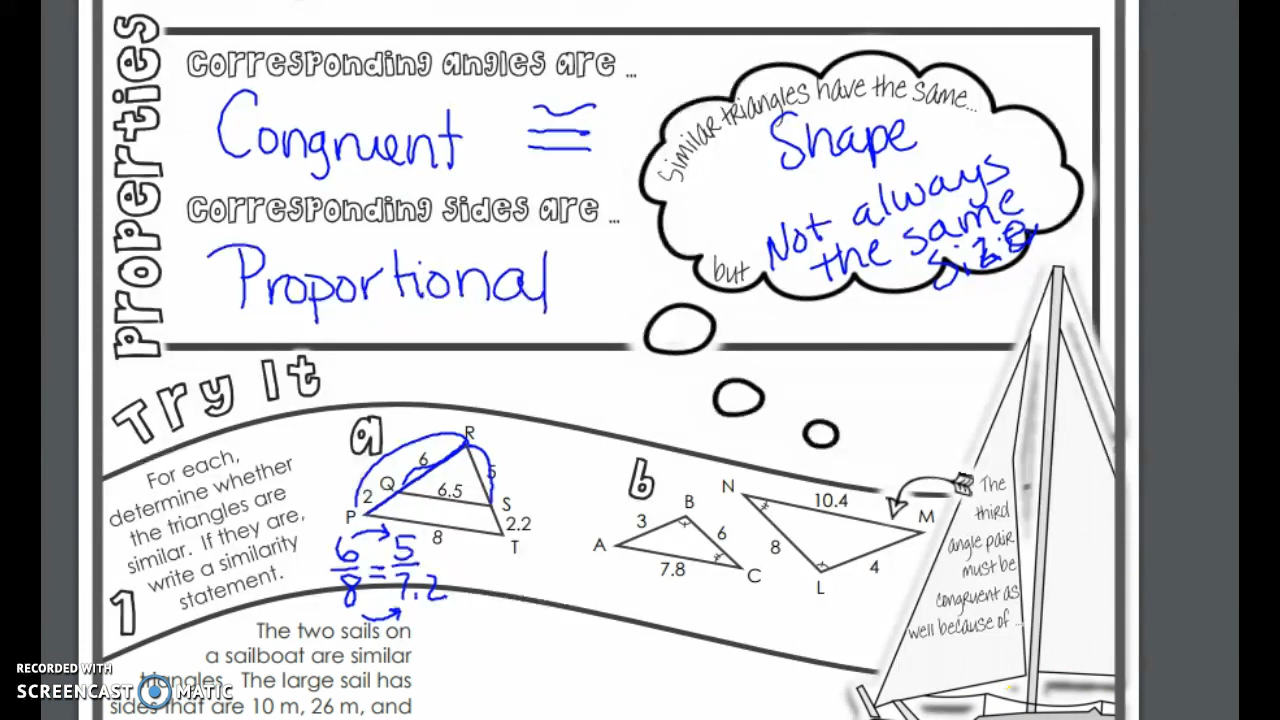 Properties
Corresponding angles are ...
Congruent ≅
Corresponding sides are ...
Proportional
Similar triangles have the same...
Shape
but Not always
the same
size
Try It
1
For each,
determine whether
the triangles are
similar. If they are,
write a similarity
statement.
a
R
6
5
Q
2
6.5
S
P
2.2
8
T
6/8 = 5/7.2
b
N
10.4
B
M
3
6
8
A
7.8
C
4
L
The
third
angle pair
must be
congruent as
well because of ...
The two sails on
a sailboat are similar
triangles. The large sail has
sides that are 10 m, 26 m, and
RECORDED WITH
SCREENCAST MATIC